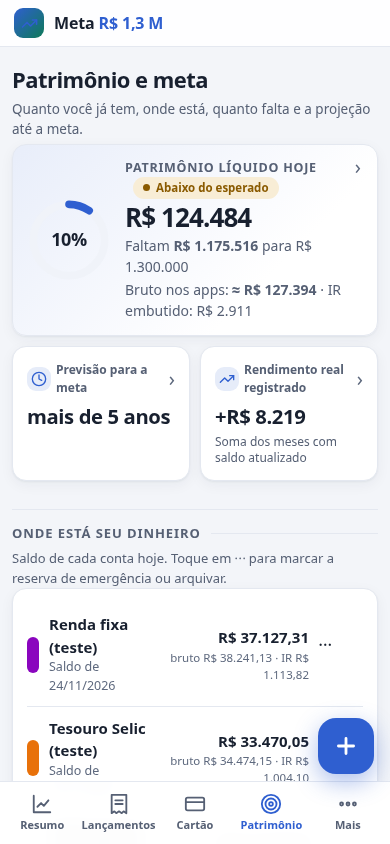 Meta R$ 1,3 M
Patrimônio e meta
Quanto você já tem, onde está, quanto falta e a projeção
até a meta.
PATRIMÔNIO LÍQUIDO HOJE
Abaixo do esperado
10%
R$ 124.484
Faltam R$ 1.175.516 para R$
1.300.000
Bruto nos apps: ≈ R$ 127.394 · IR
embutido: R$ 2.911
Previsão para a
meta
mais de 5 anos
Rendimento real
registrado
+R$ 8.219
Soma dos meses com
saldo atualizado
ONDE ESTÁ SEU DINHEIRO
Saldo de cada conta hoje. Toque em ··· para marcar a
reserva de emergência ou arquivar.
Renda fixa
(teste)
Saldo de
24/11/2026
R$ 37.127,31
bruto R$ 38.241,13 · IR R$
1.113,82
···
Tesouro Selic
(teste)
Saldo de
R$ 33.470,05
bruto R$ 34.474,15 · IR R$
1.004,10
Resumo
Lançamentos
Cartão
Patrimônio
Mais